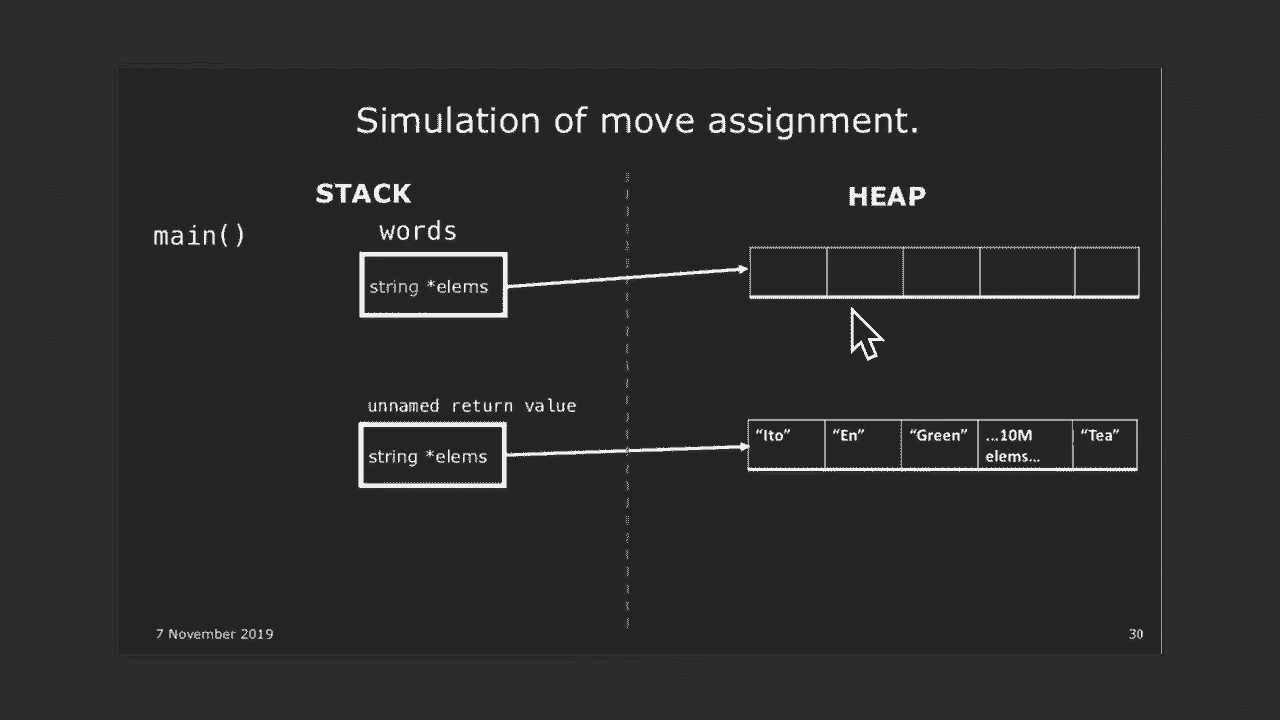 Simulation of move assignment.
STACK
HEAP
main()
words
string *elems
unnamed return value
string *elems
“Ito”
“En”
“Green”
...10M
elems...
“Tea”
7 November 2019
30